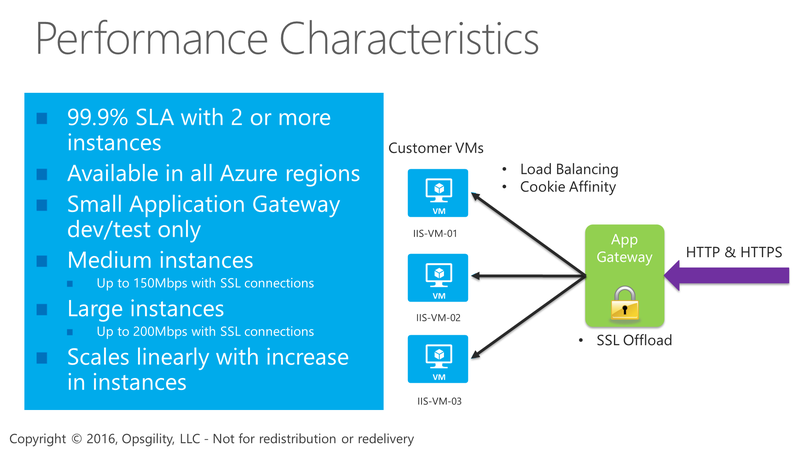 Performance Characteristics
99.9% SLA with 2 or more
instances
Available in all Azure regions
Small Application Gateway
dev/test only
Medium instances
Up to 150Mbps with SSL connections
Large instances
Up to 200Mbps with SSL connections
Scales linearly with increase
in instances
Customer VMs
VM
IIS-VM-01
VM
IIS-VM-02
VM
IIS-VM-03
• Load Balancing
• Cookie Affinity
App
Gateway
• SSL Offload
HTTP & HTTPS
Copyright © 2016, Opsgility, LLC - Not for redistribution or redelivery